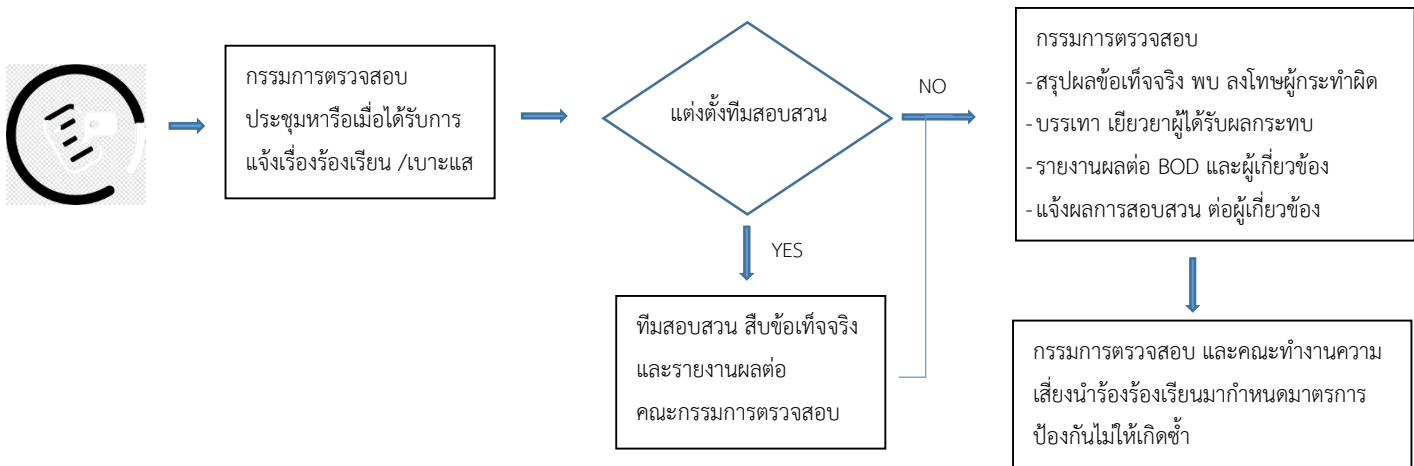 กรรมการตรวจสอบ
ประชุมหารือเมื่อได้รับการ
แจ้งเรื่องร้องเรียน /เบาะแส
แต่งตั้งทีมสอบสวน
NO
YES
ทีมสอบสวน สืบข้อเท็จจริง
และรายงานผลต่อ
คณะกรรมการตรวจสอบ
กรรมการตรวจสอบ
-สรุปผลข้อเท็จจริง พบ ลงโทษผู้กระทำผิด
-บรรเทา เยียวยาผู้ได้รับผลกระทบ
-รายงานผลต่อ BOD และผู้เกี่ยวข้อง
-แจ้งผลการสอบสวน ต่อผู้เกี่ยวข้อง
กรรมการตรวจสอบ และคณะทำงานความ
เสี่ยงนำร้องร้องเรียนมากำหนดมาตรการ
ป้องกันไม่ให้เกิดซ้ำ